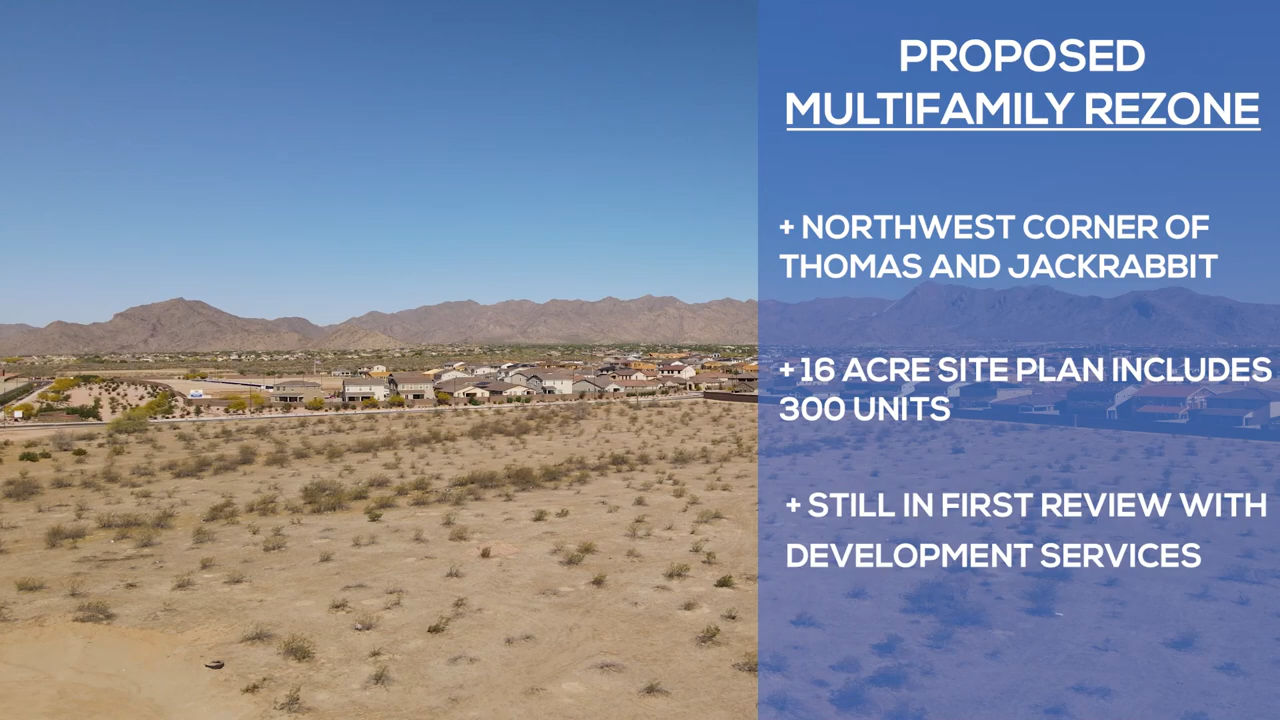 PROPOSED
MULTIFAMILY REZONE
+ NORTHWEST CORNER OF
THOMAS AND JACKRABBIT
+ 16 ACRE SITE PLAN INCLUDES
300 UNITS
+ STILL IN FIRST REVIEW WITH
DEVELOPMENT SERVICES